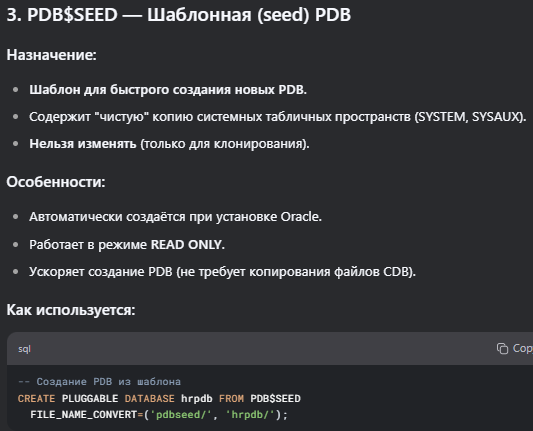 3. PDB$SEED — Шаблонная (seed) PDB
Назначение:
Шаблон для быстрого создания новых PDB.
Содержит "чистую" копию системных табличных пространств (SYSTEM, SYSAUX).
Нельзя изменять (только для клонирования).
Особенности:
Автоматически создаётся при установке Oracle.
Работает в режиме READ ONLY.
Ускоряет создание PDB (не требует копирования файлов CDB).
Как используется:
sql Cop
-- Создание PDB из шаблона
CREATE PLUGGABLE DATABASE hrpdb FROM PDB$SEED
FILE_NAME_CONVERT=('pdbseed/', 'hrpdb/');